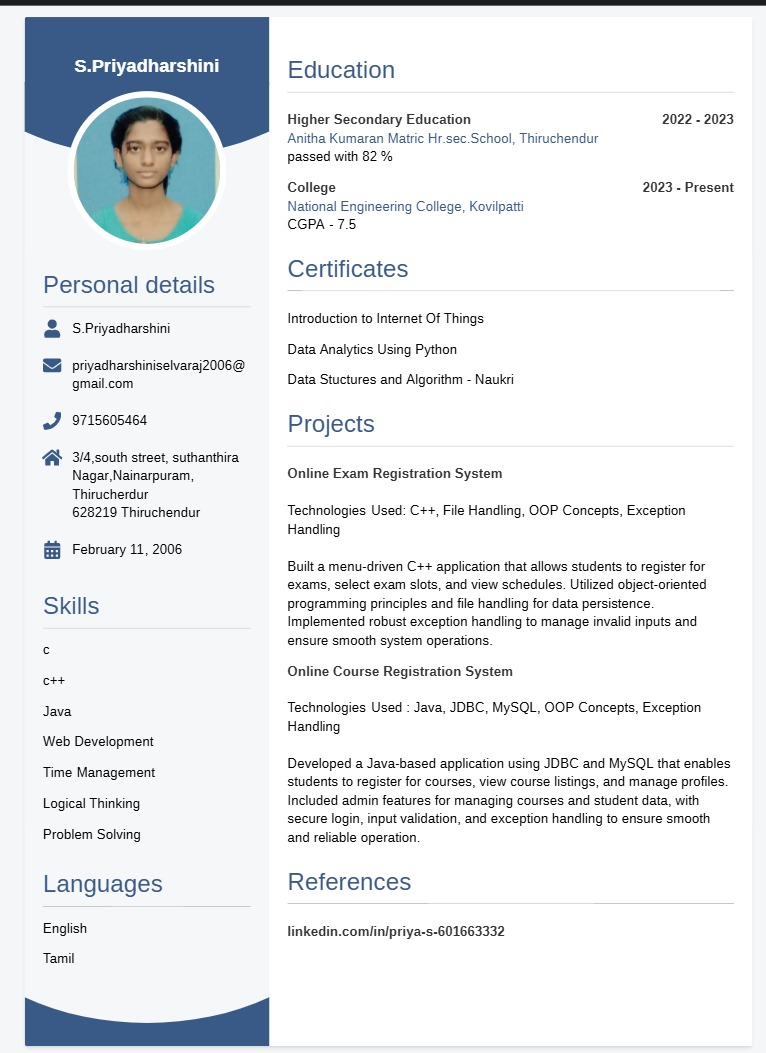 S.Priyadharshini
Personal details
S.Priyadharshini
priyadharshiniselvaraj2006@
gmail.com
9715605464
3/4,south street, suthanthira
Nagar,Nainarpuram,
Thirucherdur
628219 Thiruchendur
February 11, 2006
Skills
c
c++
Java
Web Development
Time Management
Logical Thinking
Problem Solving
Languages
English
Tamil
Education
Higher Secondary Education 2022 - 2023
Anitha Kumaran Matric Hr.sec.School, Thiruchendur
passed with 82 %
College 2023 - Present
National Engineering College, Kovilpatti
CGPA - 7.5
Certificates
Introduction to Internet Of Things
Data Analytics Using Python
Data Stuctures and Algorithm - Naukri
Projects
Online Exam Registration System
Technologies Used: C++, File Handling, OOP Concepts, Exception
Handling
Built a menu-driven C++ application that allows students to register for
exams, select exam slots, and view schedules. Utilized object-oriented
programming principles and file handling for data persistence.
Implemented robust exception handling to manage invalid inputs and
ensure smooth system operations.
Online Course Registration System
Technologies Used : Java, JDBC, MySQL, OOP Concepts, Exception
Handling
Developed a Java-based application using JDBC and MySQL that enables
students to register for courses, view course listings, and manage profiles.
Included admin features for managing courses and student data, with
secure login, input validation, and exception handling to ensure smooth
and reliable operation.
References
linkedin.com/in/priya-s-601663332